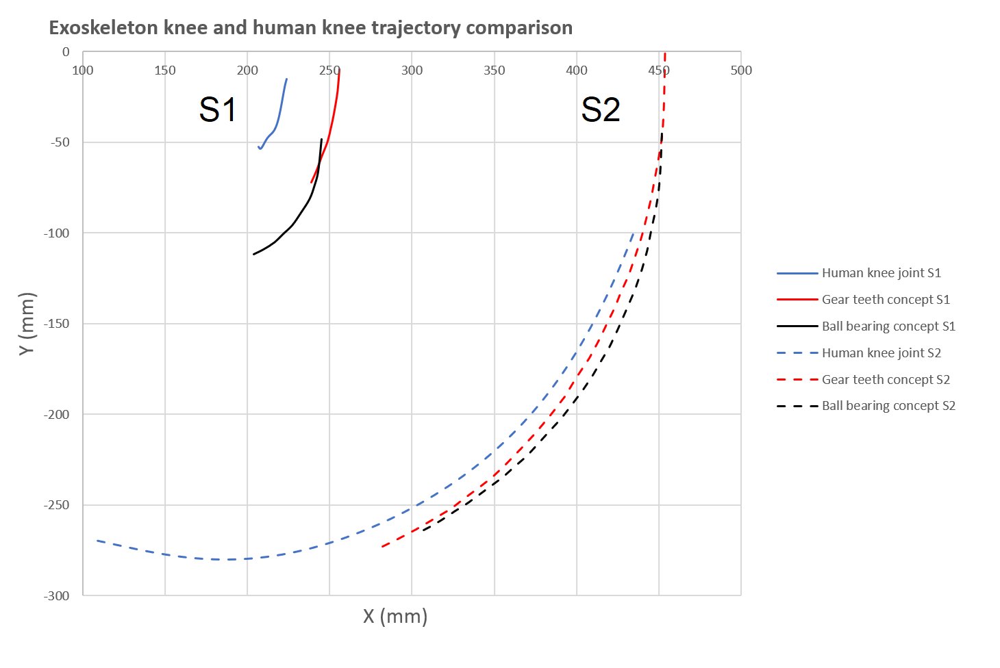 Exoskeleton knee and human knee trajectory comparison
0
100 150 200 250 300 350 400 450 500
S1 S2
-50
-100
-150
-200
-250
-300
Y (mm)
X (mm)
Human knee joint S1
Gear teeth concept S1
Ball bearing concept S1
Human knee joint S2
Gear teeth concept S2
Ball bearing concept S2